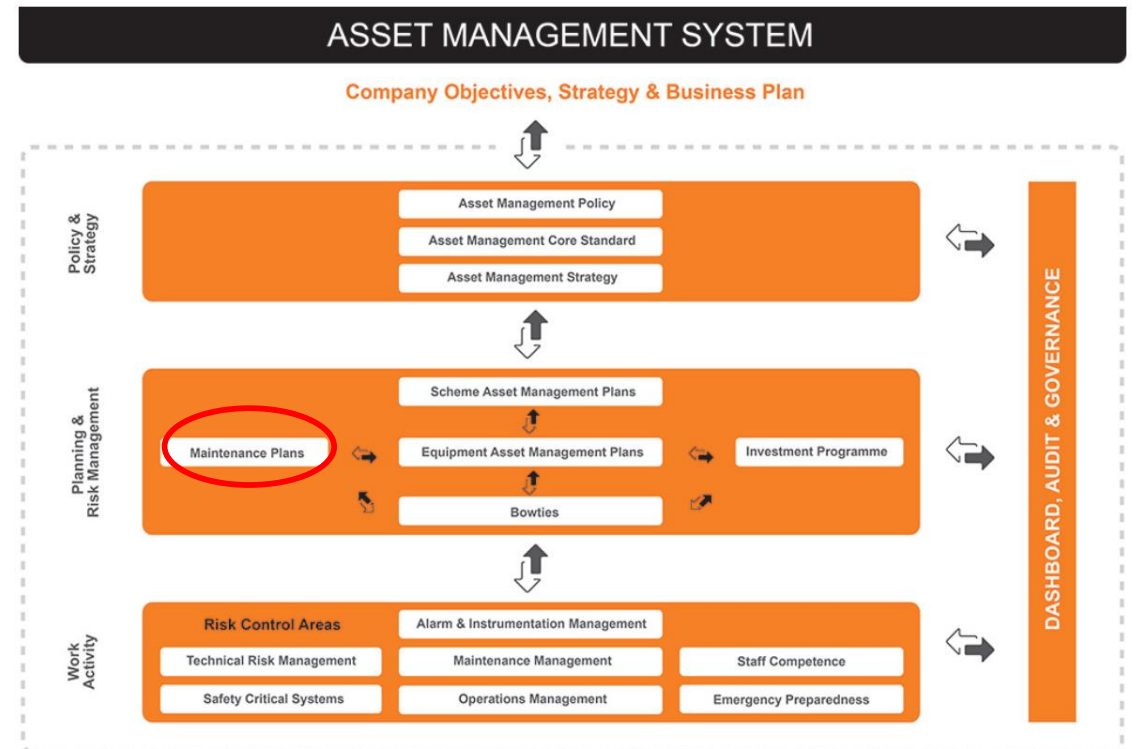 ASSET MANAGEMENT SYSTEM
Company Objectives, Strategy & Business Plan
Policy &
Strategy
Asset Management Policy
Asset Management Core Standard
Asset Management Strategy
Planning &
Risk Management
Scheme Asset Management Plans
Maintenance Plans
Equipment Asset Management Plans
Investment Programme
Bowties
Work
Activity
Risk Control Areas
Alarm & Instrumentation Management
Technical Risk Management
Maintenance Management
Staff Competence
Safety Critical Systems
Operations Management
Emergency Preparedness
DASHBOARD, AUDIT & GOVERNANCE